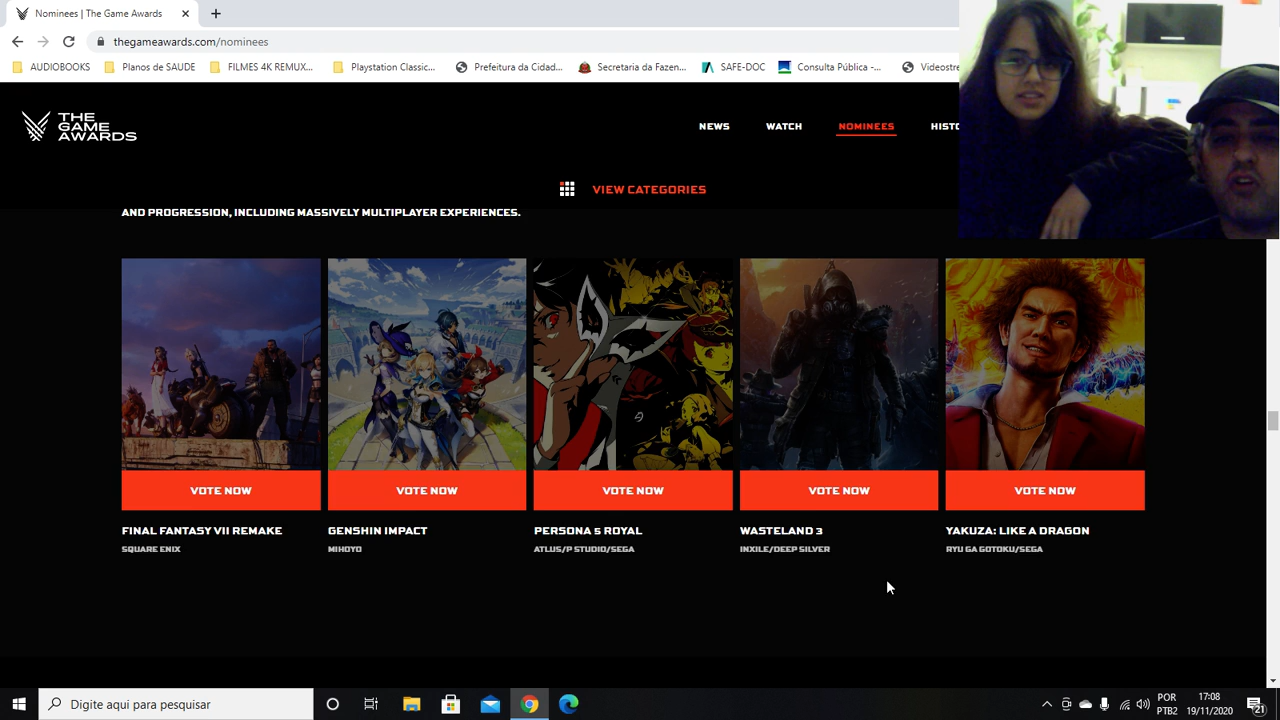 Nominees | The Game Awards
thegameawards.com/nominees
AUDIOBOOKS
Planos de SAUDE
FILMES 4K REMUX...
Playstation Classic...
Prefeitura da Cidad...
Secretaria da Fazen...
SAFE-DOC
Consulta Pública -...
Videostre
THE
GAME
AWARDS
NEWS
WATCH
NOMINEES
HISTO
VIEW CATEGORIES
AND PROGRESSION, INCLUDING MASSIVELY MULTIPLAYER EXPERIENCES.
VOTE NOW
VOTE NOW
VOTE NOW
VOTE NOW
VOTE NOW
FINAL FANTASY VII REMAKE
GENSHIN IMPACT
PERSONA 5 ROYAL
WASTELAND 3
YAKUZA: LIKE A DRAGON
SQUARE ENIX
MIHOYO
ATLUS/P STUDIO/SEGA
INXILE/DEEP SILVER
RYU GA GOTOKU/SEGA
Digite aqui para pesquisar
POR
PTB2
17:08
19/11/2020
21